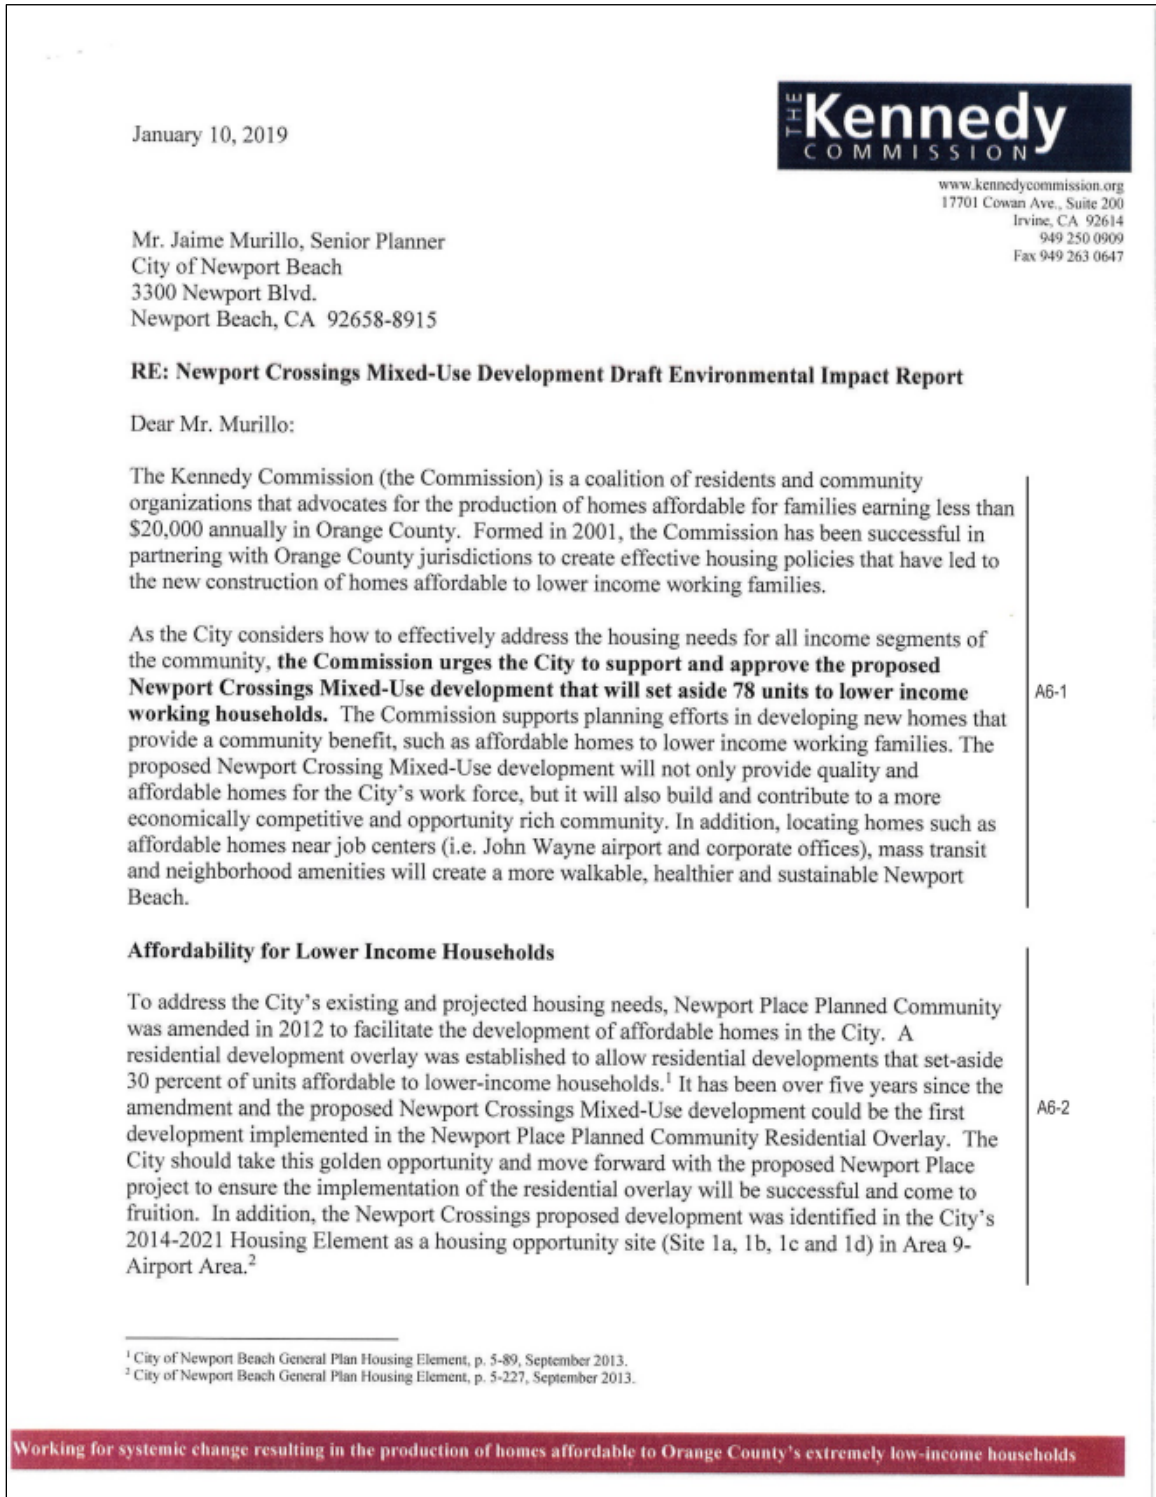 January 10, 2019
THE Kennedy
COMMISSION
www.kennedycommission.org
17701 Cowan Ave., Suite 200
Irvine, CA 92614
949 250 0909
Fax 949 263 0647
Mr. Jaime Murillo, Senior Planner
City of Newport Beach
3300 Newport Blvd.
Newport Beach, CA 92658-8915
RE: Newport Crossings Mixed-Use Development Draft Environmental Impact Report
Dear Mr. Murillo:
The Kennedy Commission (the Commission) is a coalition of residents and community
organizations that advocates for the production of homes affordable for families earning less than
$20,000 annually in Orange County. Formed in 2001, the Commission has been successful in
partnering with Orange County jurisdictions to create effective housing policies that have led to
the new construction of homes affordable to lower income working families.
As the City considers how to effectively address the housing needs for all income segments of
the community, the Commission urges the City to support and approve the proposed
Newport Crossings Mixed-Use development that will set aside 78 units to lower income
A6-1
working households. The Commission supports planning efforts in developing new homes that
provide a community benefit, such as affordable homes to lower income working families. The
proposed Newport Crossing Mixed-Use development will not only provide quality and
affordable homes for the City's work force, but it will also build and contribute to a more
economically competitive and opportunity rich community. In addition, locating homes such as
affordable homes near job centers (i.e. John Wayne airport and corporate offices), mass transit
and neighborhood amenities will create a more walkable, healthier and sustainable Newport
Beach.
Affordability for Lower Income Households
To address the City's existing and projected housing needs, Newport Place Planned Community
was amended in 2012 to facilitate the development of affordable homes in the City. A
residential development overlay was established to allow residential developments that set-aside
30 percent of units affordable to lower-income households.1 It has been over five years since the
amendment and the proposed Newport Crossings Mixed-Use development could be the first
A6-2
development implemented in the Newport Place Planned Community Residential Overlay. The
City should take this golden opportunity and move forward with the proposed Newport Place
project to ensure the implementation of the residential overlay will be successful and come to
fruition. In addition, the Newport Crossings proposed development was identified in the City's
2014-2021 Housing Element as a housing opportunity site (Site 1a, 1b, 1c and 1d) in Area 9-
Airport Area.2
1 City of Newport Beach General Plan Housing Element, p. 5-89, September 2013.
2 City of Newport Beach General Plan Housing Element, p. 5-227, September 2013.
Working for systemic change resulting in the production of homes affordable to Orange County's extremely low-income households